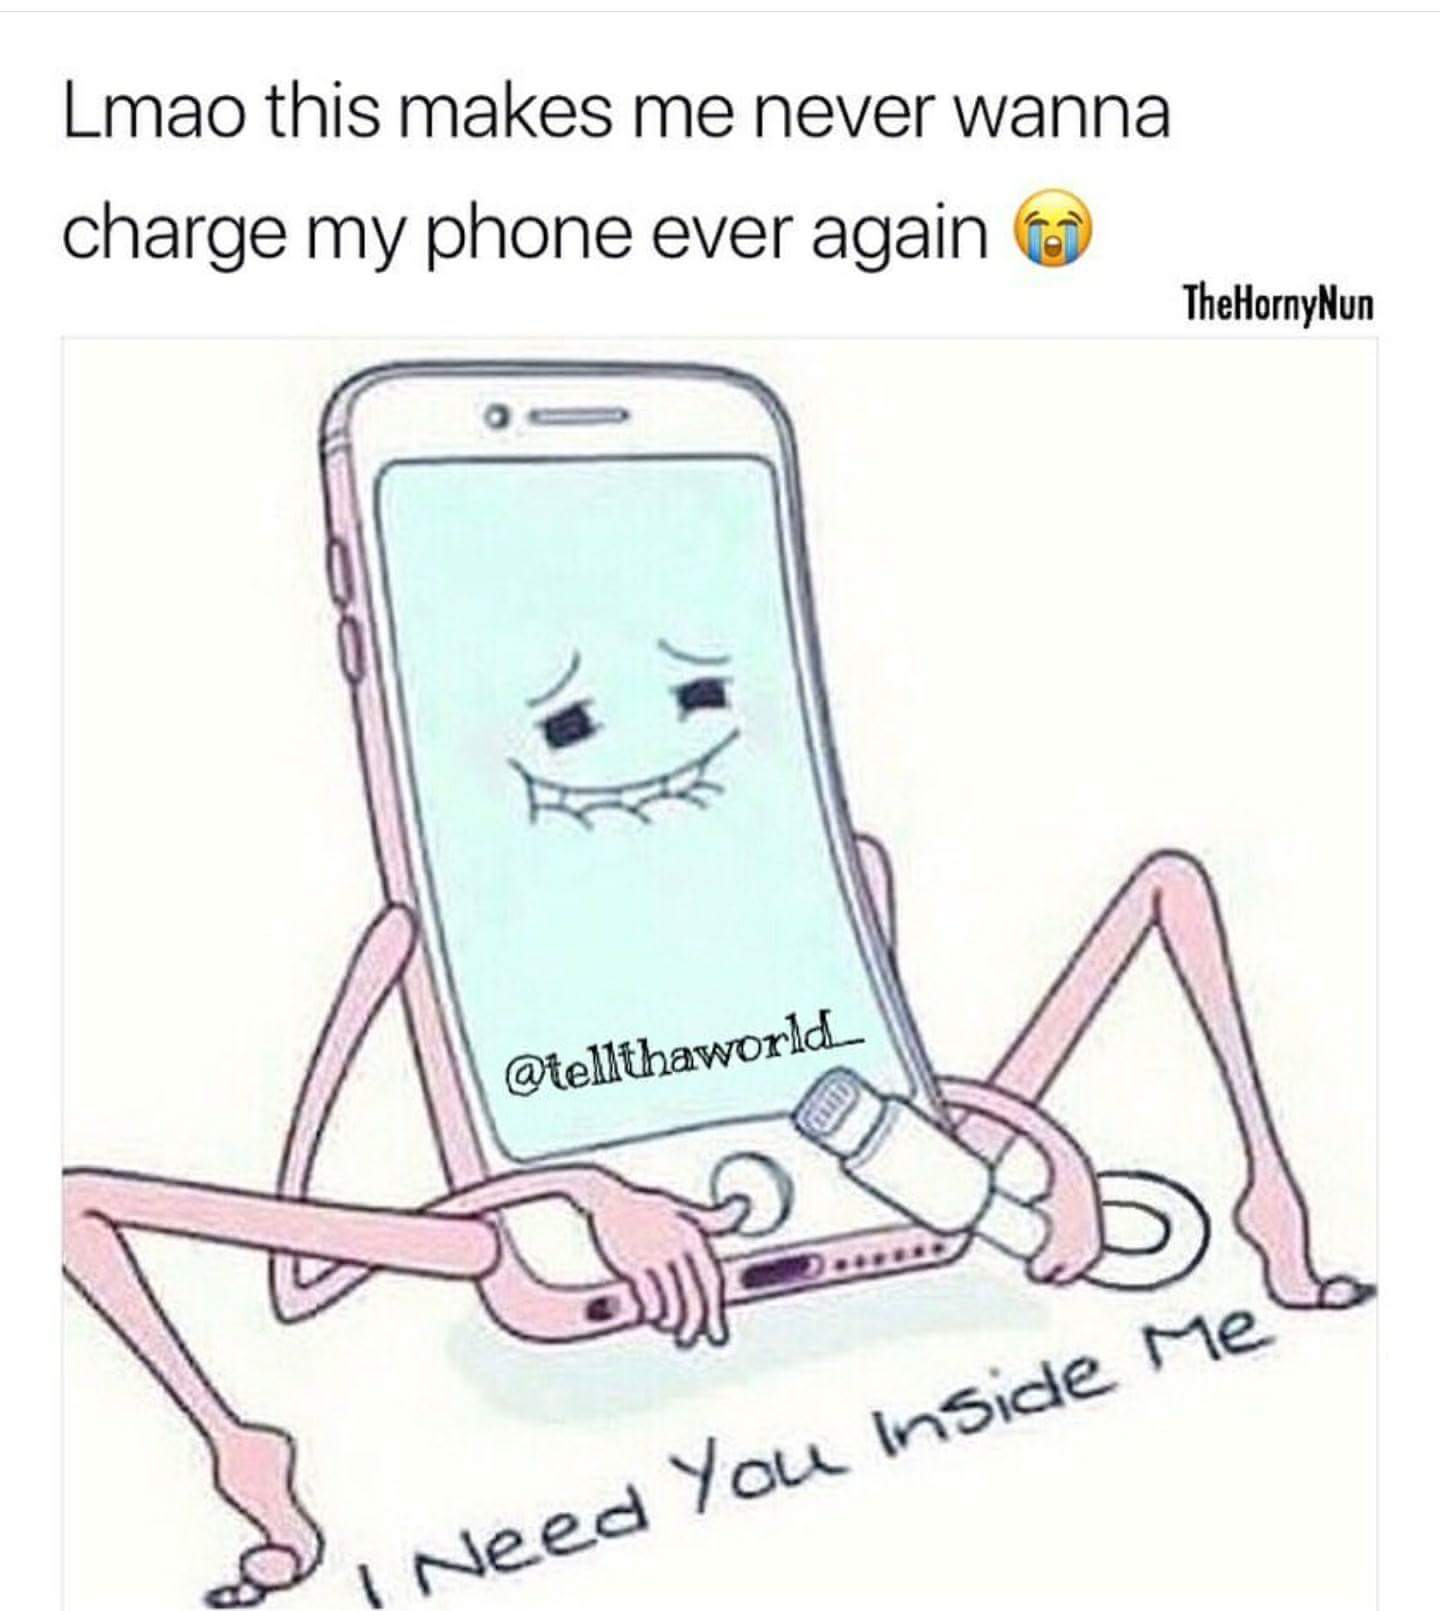 Lmao this makes me never wanna
charge my phone ever again 😭
TheHornyNun
@tellthaworld_
I Need You Inside Me